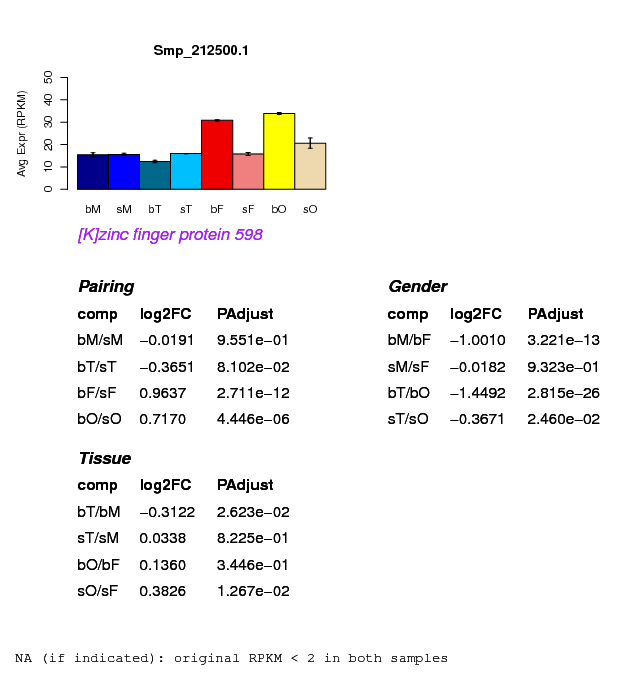 Smp_212500.1
Avg Expr (RPKM)
0 10 20 30 40 50
bM sM bT sT bF sF bO sO
[K]zinc finger protein 598
Pairing Gender
comp log2FC PAdjust comp log2FC PAdjust
bM/sM −0.0191 9.551e−01 bM/bF −1.0010 3.221e−13
bT/sT −0.3651 8.102e−02 sM/sF −0.0182 9.323e−01
bF/sF 0.9637 2.711e−12 bT/bO −1.4492 2.815e−26
bO/sO 0.7170 4.446e−06 sT/sO −0.3671 2.460e−02
Tissue
comp log2FC PAdjust
bT/bM −0.3122 2.623e−02
sT/sM 0.0338 8.225e−01
bO/bF 0.1360 3.446e−01
sO/sF 0.3826 1.267e−02
NA (if indicated): original RPKM < 2 in both samples